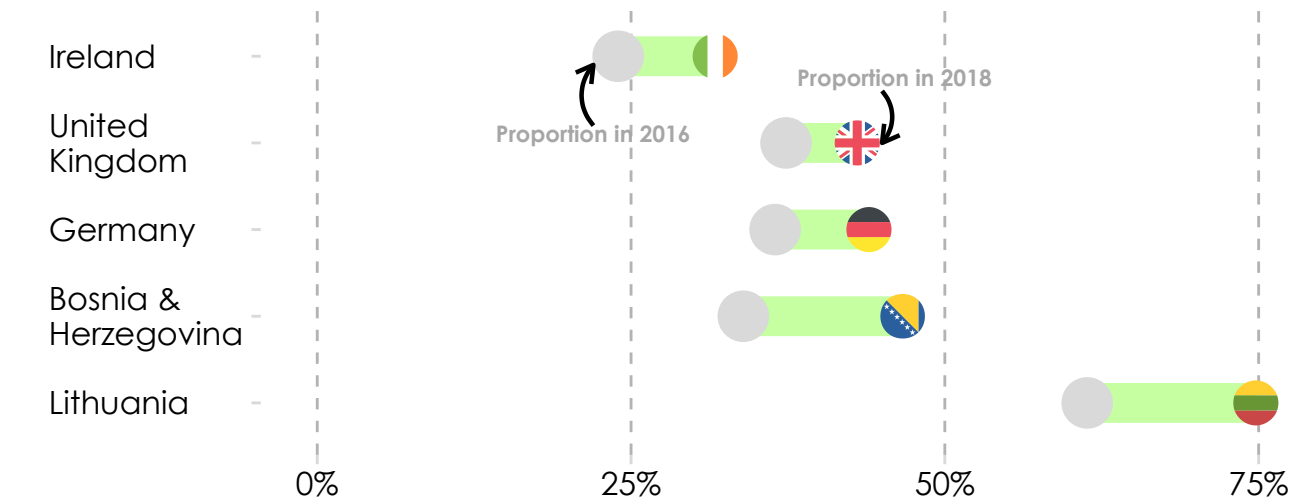 Ireland
Proportion in 2018
United
Kingdom
Proportion in 2016
Germany
Bosnia &
Herzegovina
Lithuania
0%
25%
50%
75%